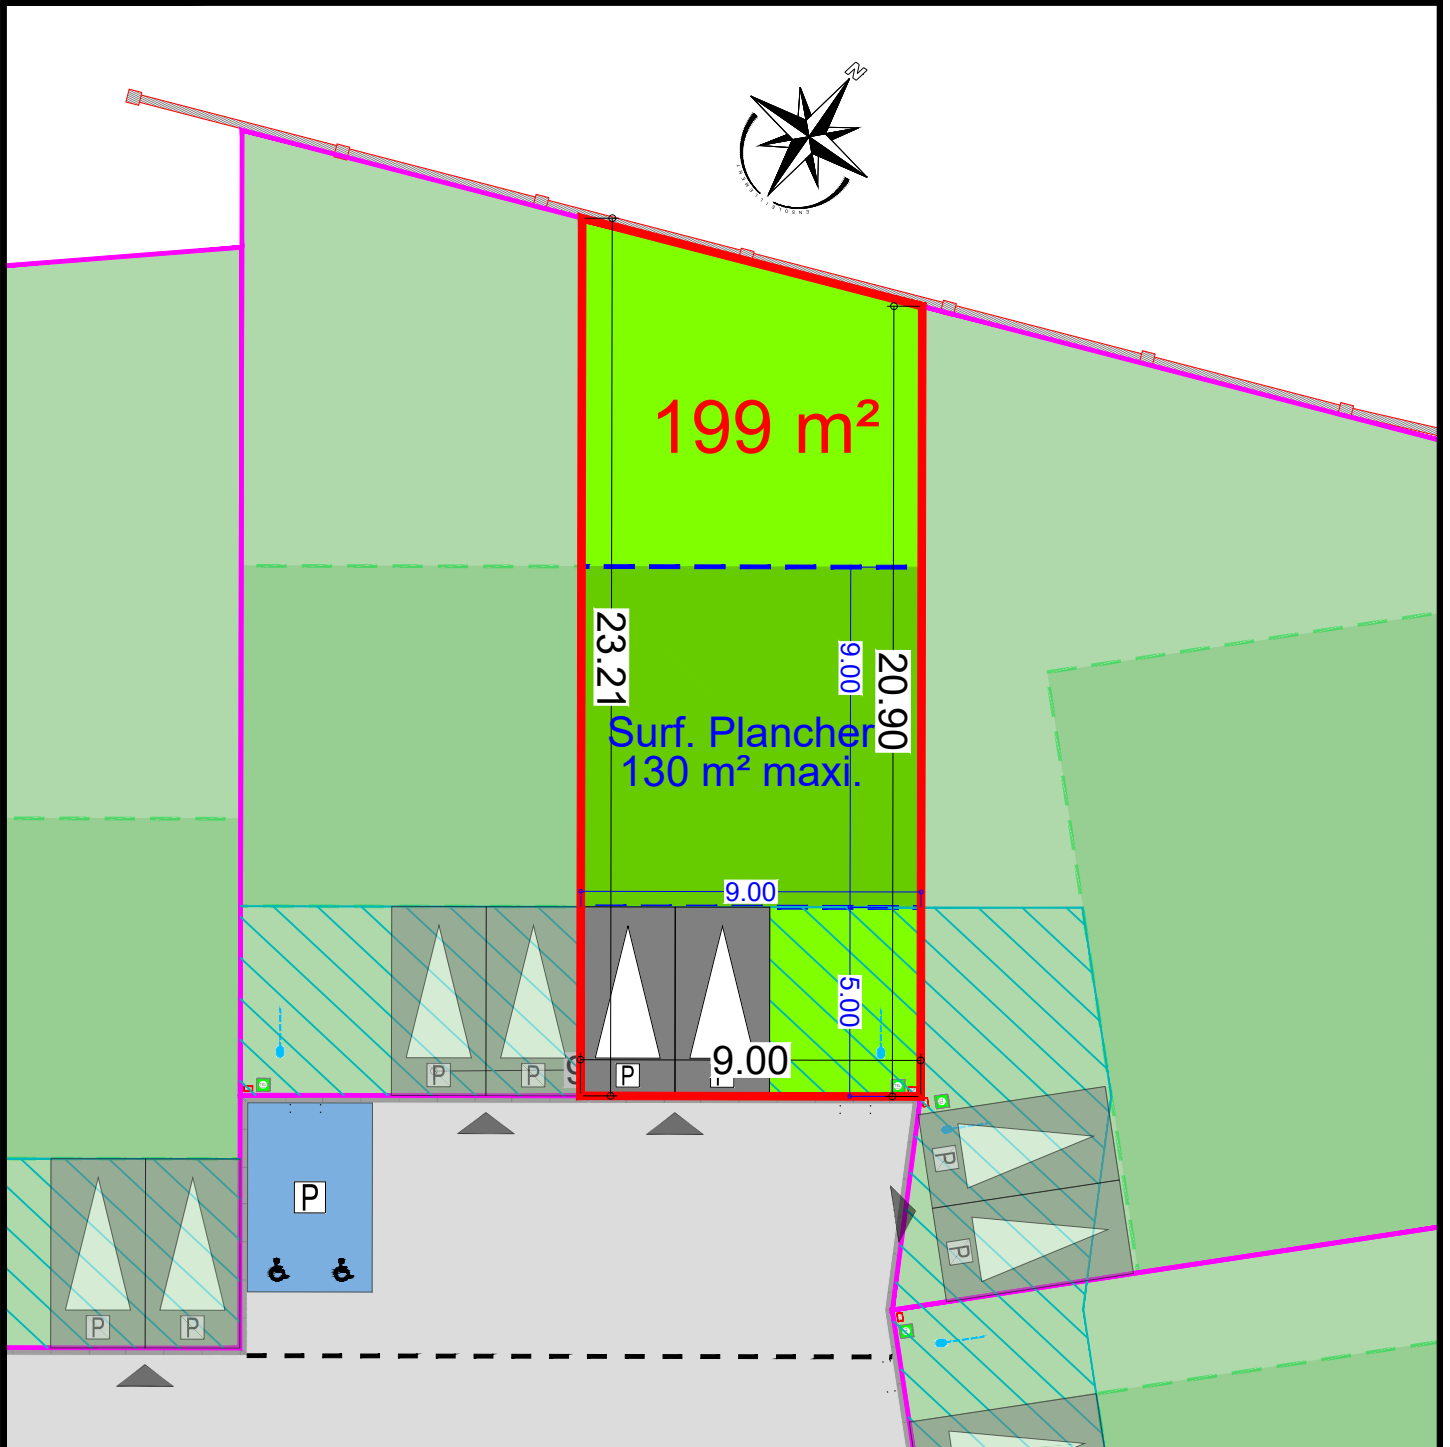 N
ENSOLEILLEMENT
199 m²
23.21
9.00
20.90
Surf. Plancher
130 m² maxi.
9.00
5.00
9.00
P
P
P
P
P
P
P
P
P